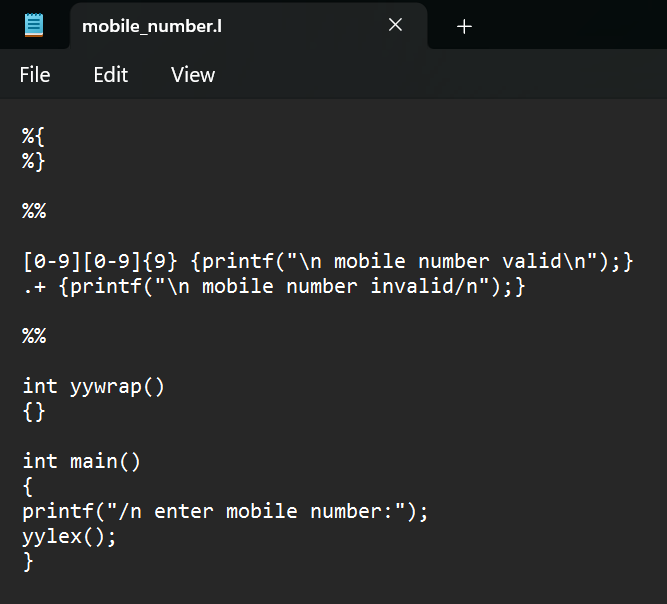 mobile_number.l
File Edit View
%{
%}
%%
[0-9][0-9]{9} {printf("\n mobile number valid\n");}
.+ {printf("\n mobile number invalid/n");}
%%
int yywrap()
{}
int main()
{
printf("/n enter mobile number:");
yylex();
}